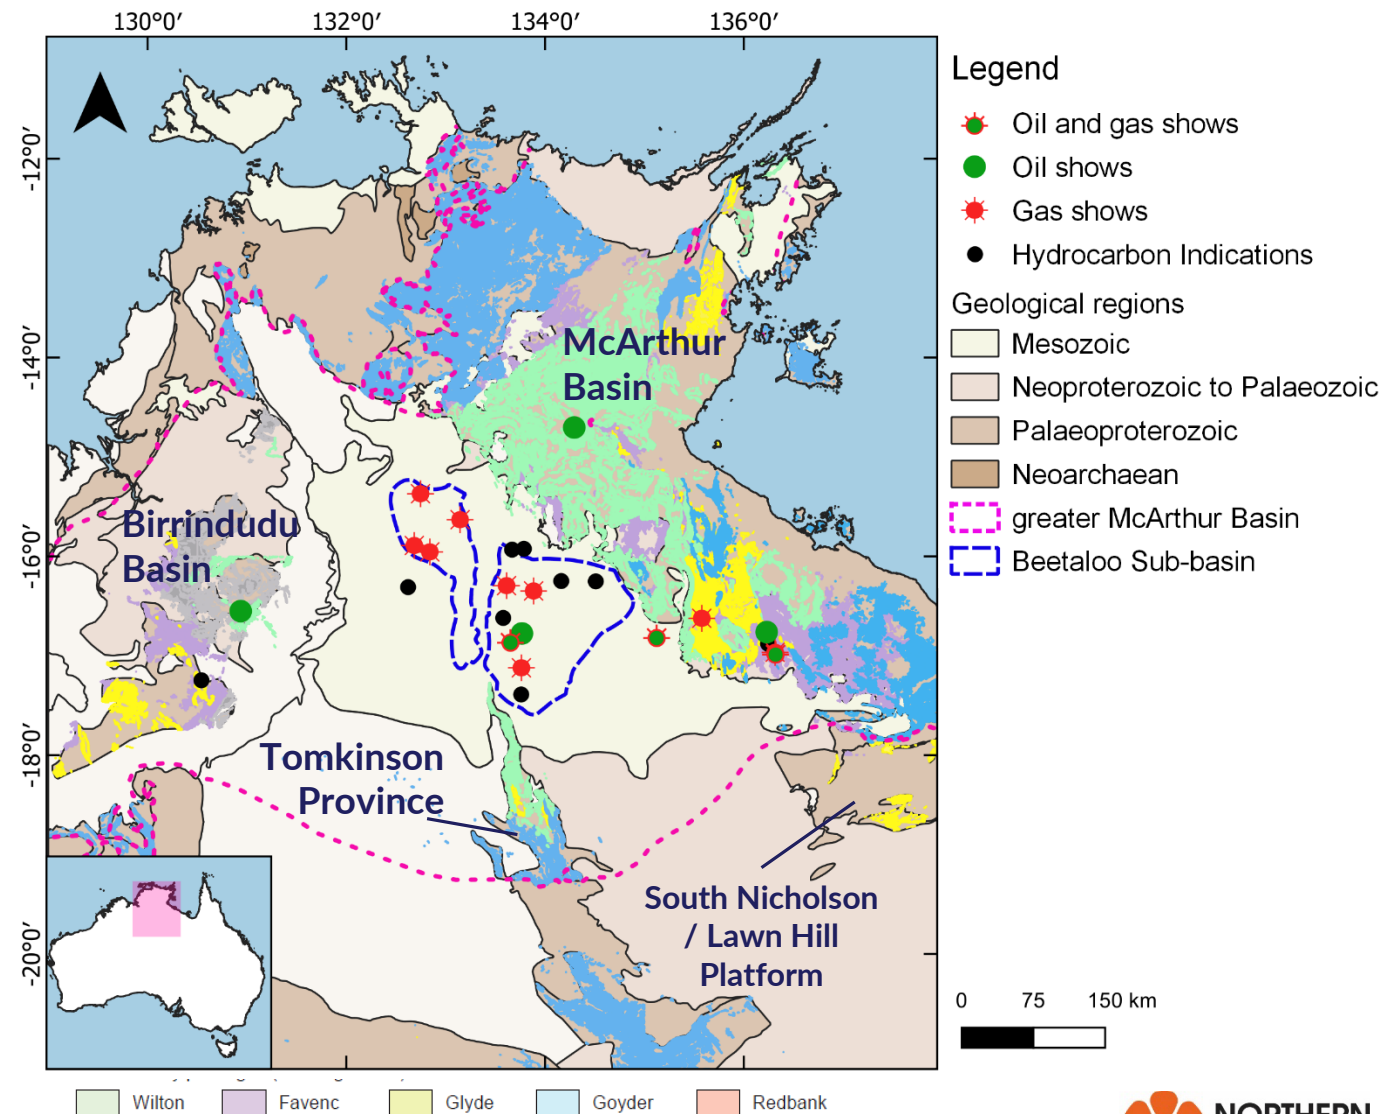 130°0′ 132°0′ 134°0′ 136°0′
-12°0′
-14°0′
-16°0′
-18°0′
-20°0′
McArthur
Basin
Birrindudu
Basin
Tomkinson
Province
South Nicholson
/ Lawn Hill
Platform
Legend
Oil and gas shows
Oil shows
Gas shows
Hydrocarbon Indications
Geological regions
Mesozoic
Neoproterozoic to Palaeozoic
Palaeoproterozoic
Neoarchaean
greater McArthur Basin
Beetaloo Sub-basin
0 75 150 km
Wilton Favenc Glyde Goyder Redbank
NORTHERN